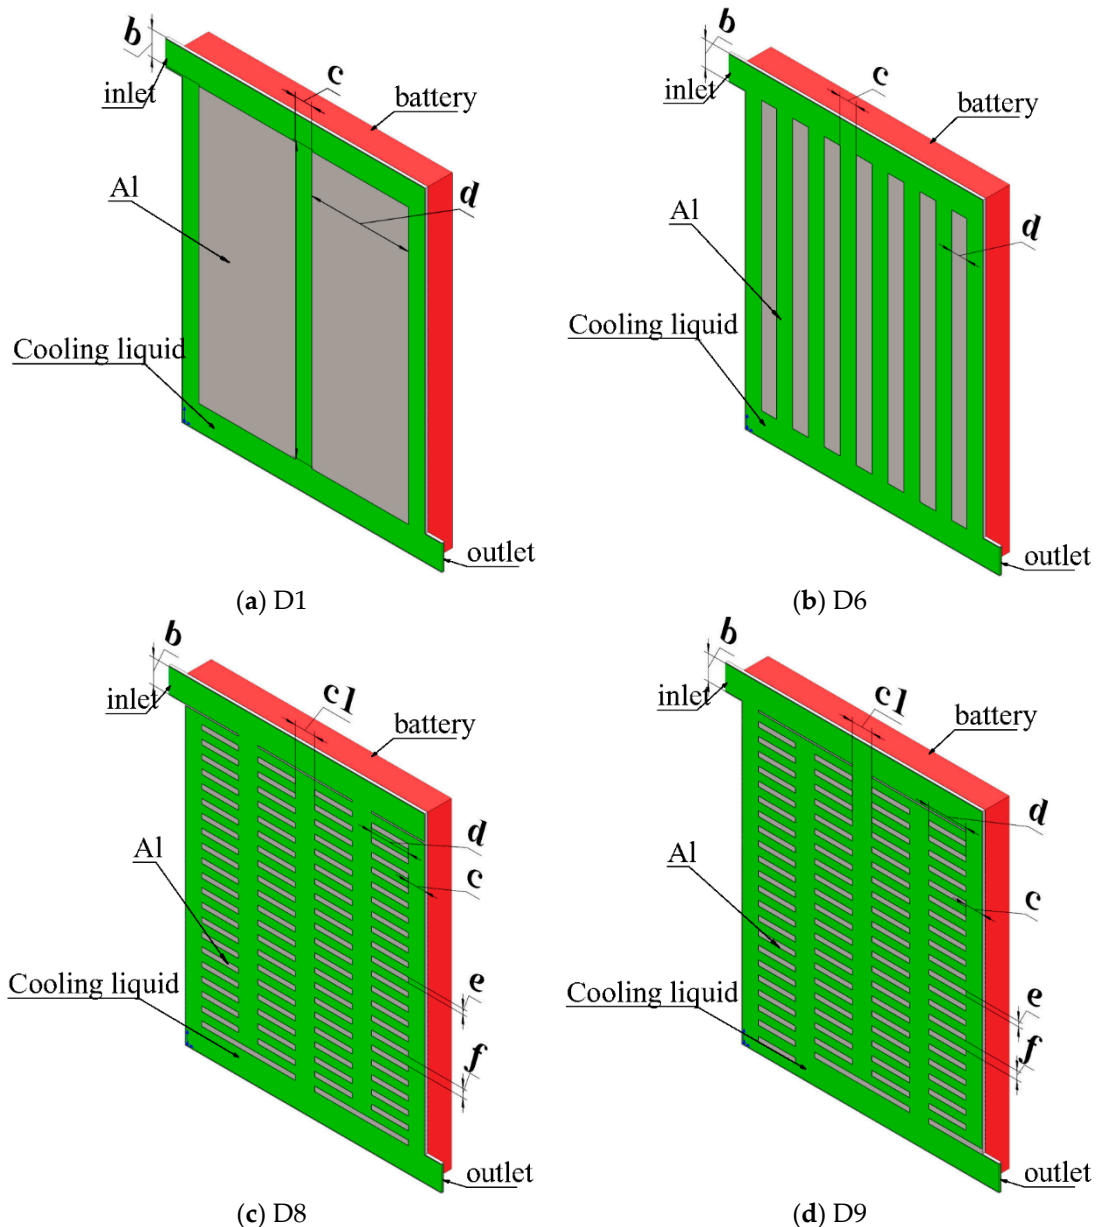 b
inlet
c
battery
Al
d
Cooling liquid
outlet
(a) D1
b
inlet
c
battery
Al
d
Cooling liquid
outlet
(b) D6
b
inlet
c1
battery
d
Al
c
Cooling liquid
e
f
outlet
(c) D8
b
inlet
c1
battery
d
Al
c
Cooling liquid
e
f
outlet
(d) D9